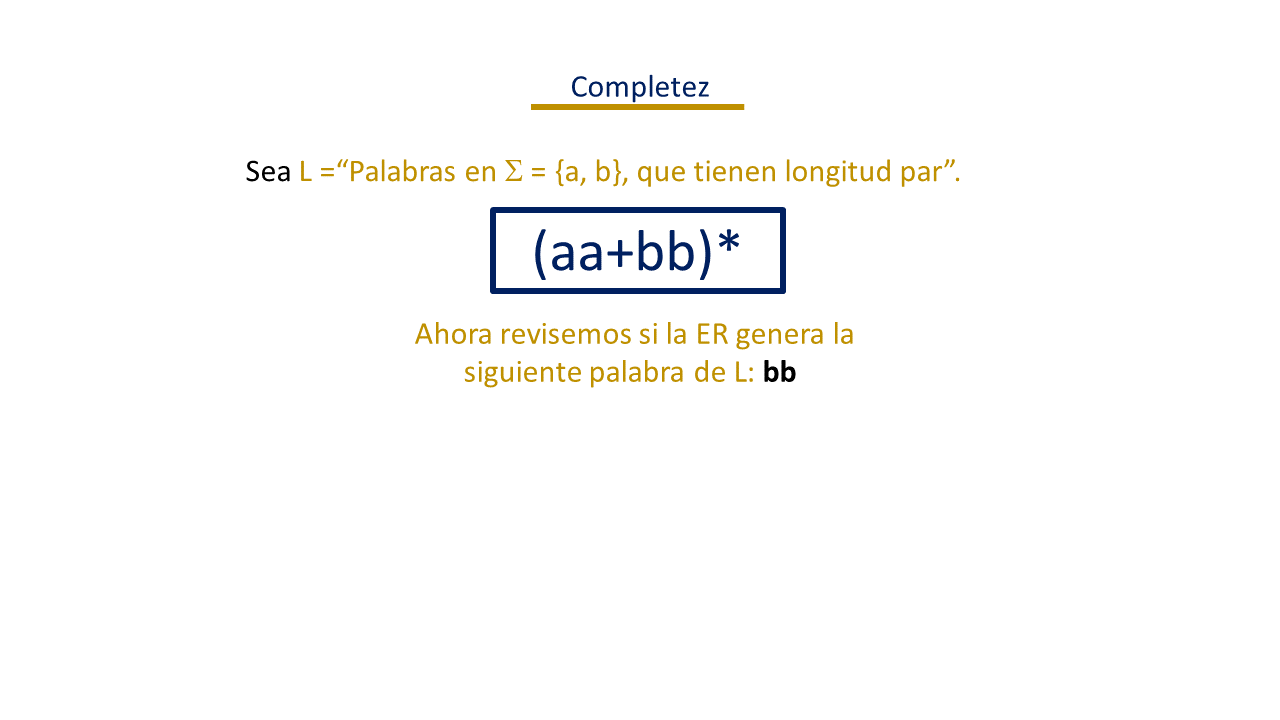 Completez
Sea L =“Palabras en Σ = {a, b}, que tienen longitud par”.
(aa+bb)*
Ahora revisemos si la ER genera la
siguiente palabra de L: bb